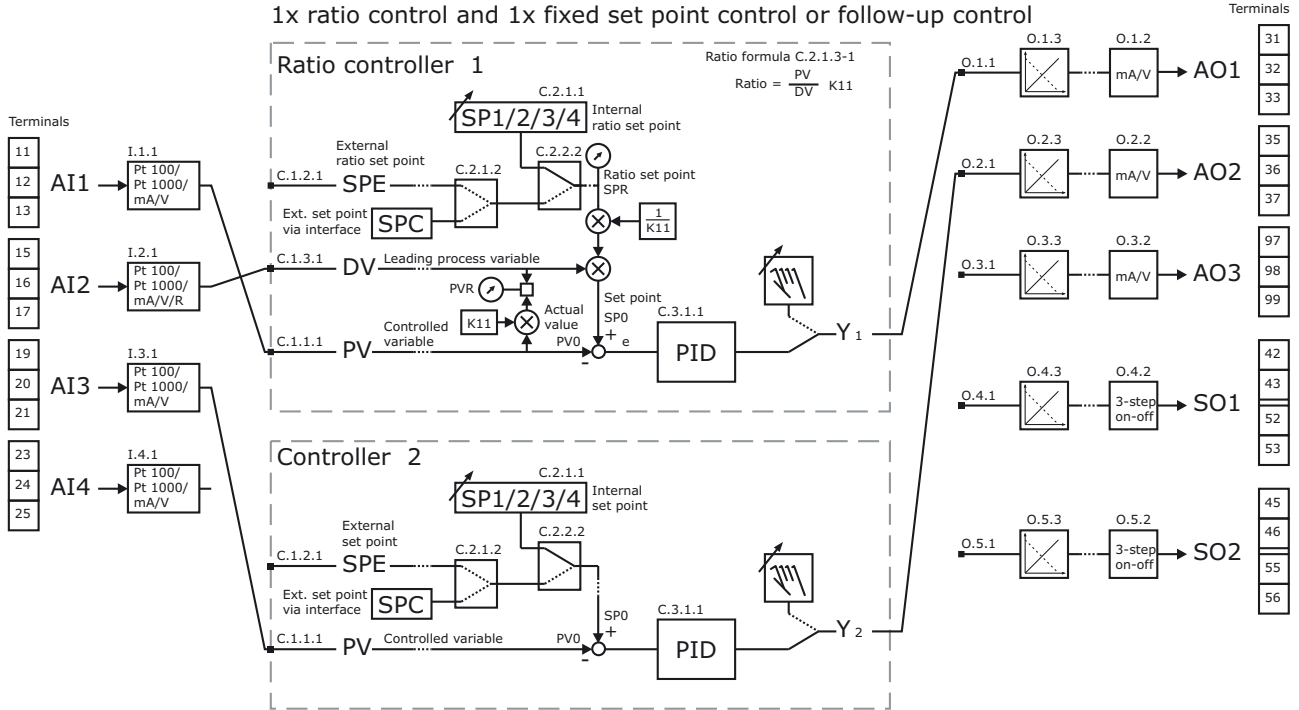 1x ratio control and 1x fixed set point control or follow-up control
Terminals
11
12
13
AI1
I.1.1
Pt 100/
Pt 1000/
mA/V
15
16
17
AI2
I.2.1
Pt 100/
Pt 1000/
mA/V/R
19
20
21
AI3
I.3.1
Pt 100/
Pt 1000/
mA/V
23
24
25
AI4
I.4.1
Pt 100/
Pt 1000/
mA/V
Ratio controller 1
Ratio formula C.2.1.3-1
Ratio = PV
DV K11
C.2.1.1
SP1/2/3/4
Internal
ratio set point
External
ratio set point
C.1.2.1
SPE
C.2.1.2
C.2.2.2
Ratio set point
SPR
Ext. set point
via interface
SPC
1
K11
C.1.3.1
DV
Leading process variable
PVR
K11
Actual
value
Set point
SP0
+
e
C.1.1.1
PV
Controlled
variable
PV0
-
C.3.1.1
PID
Y 1
Controller 2
C.2.1.1
SP1/2/3/4
Internal
set point
External
set point
C.1.2.1
SPE
C.2.1.2
C.2.2.2
Ext. set point
via interface
SPC
SP0
+
C.1.1.1
PV
Controlled variable
PV0
-
C.3.1.1
PID
Y 2
Terminals
O.1.1
O.1.3
O.1.2
mA/V
AO1
31
32
33
O.2.1
O.2.3
O.2.2
mA/V
AO2
35
36
37
O.3.1
O.3.3
O.3.2
mA/V
AO3
97
98
99
O.4.1
O.4.3
O.4.2
3-step
on-off
SO1
42
43
52
53
O.5.1
O.5.3
O.5.2
3-step
on-off
SO2
45
46
55
56